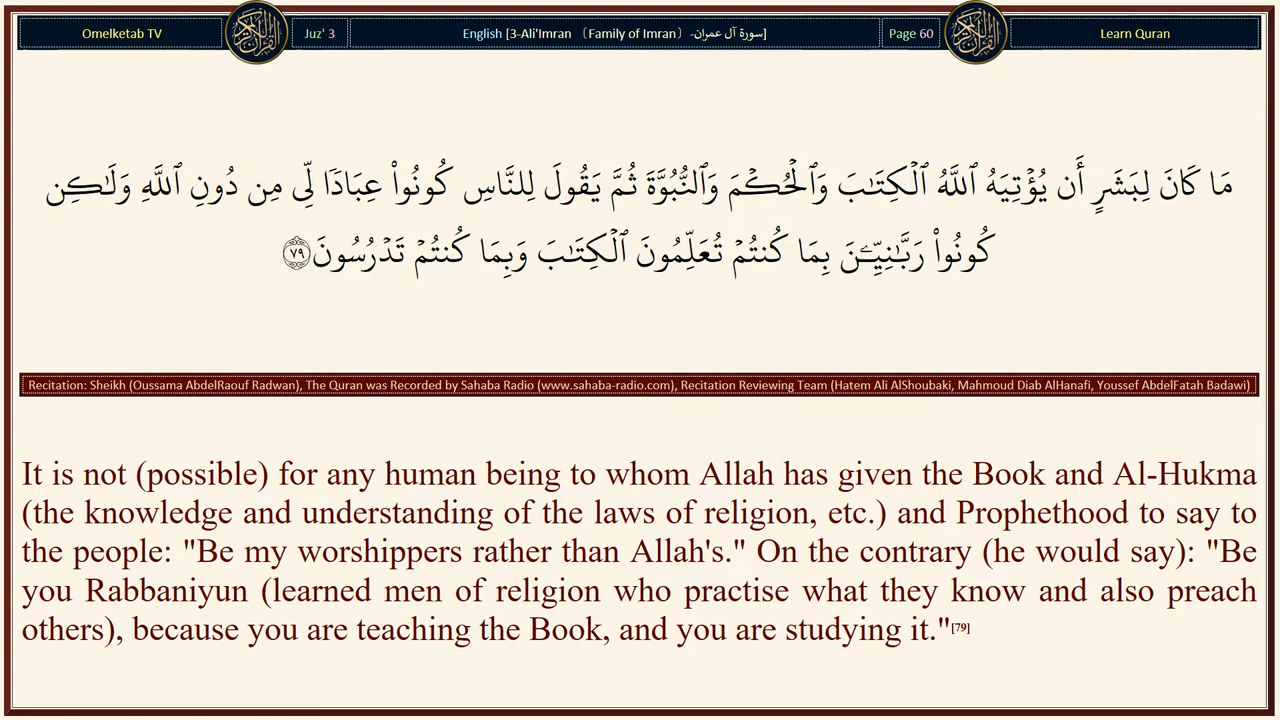 Omelketab TV
Juz' 3
English [3-Ali'Imran (Family of Imran) -سورة آل عمران]
Page 60
Learn Quran
مَا كَانَ لِبَشَرٍ أَن يُؤْتِيَهُ ٱللَّهُ ٱلْكِتَٰبَ وَٱلْحُكْمَ وَٱلنُّبُوَّةَ ثُمَّ يَقُولَ لِلنَّاسِ كُونُوا۟ عِبَادًا لِّى مِن دُونِ ٱللَّهِ وَلَٰكِن
كُونُوا۟ رَبَّٰنِيِّۦنَ بِمَا كُنتُمْ تُعَلِّمُونَ ٱلْكِتَٰبَ وَبِمَا كُنتُمْ تَدْرُسُونَ ٧٩
Recitation: Sheikh (Oussama AbdelRaouf Radwan), The Quran was Recorded by Sahaba Radio (www.sahaba-radio.com), Recitation Reviewing Team (Hatem Ali AlShoubaki, Mahmoud Diab AlHanafi, Youssef AbdelFatah Badawi)
It is not (possible) for any human being to whom Allah has given the Book and Al-Hukma
(the knowledge and understanding of the laws of religion, etc.) and Prophethood to say to
the people: "Be my worshippers rather than Allah's." On the contrary (he would say): "Be
you Rabbaniyun (learned men of religion who practise what they know and also preach
others), because you are teaching the Book, and you are studying it."[79]